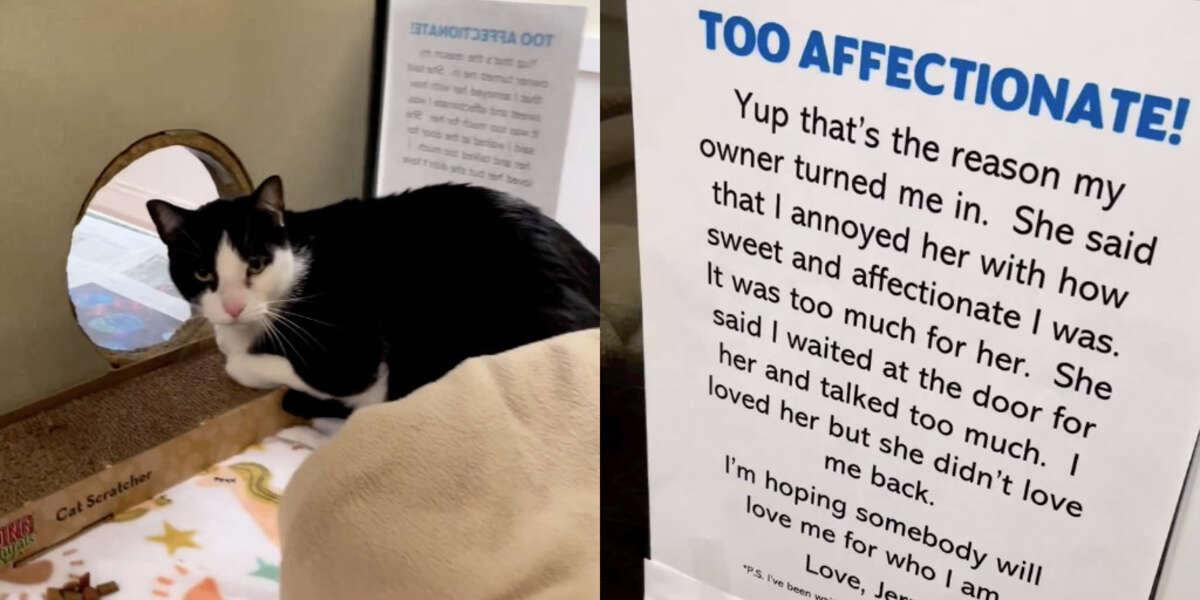 TOO AFFECTIONATE!
Yup that's the reason my
owner turned me in. She said
that I annoyed her with how
sweet and affectionate I was.
It was too much for her. She
said I waited at the door for
her and talked too much. I
loved her but she didn't love
me back.
I'm hoping somebody will
love me for who I am
Love,
*P.S. I've been
Cat Scratcher